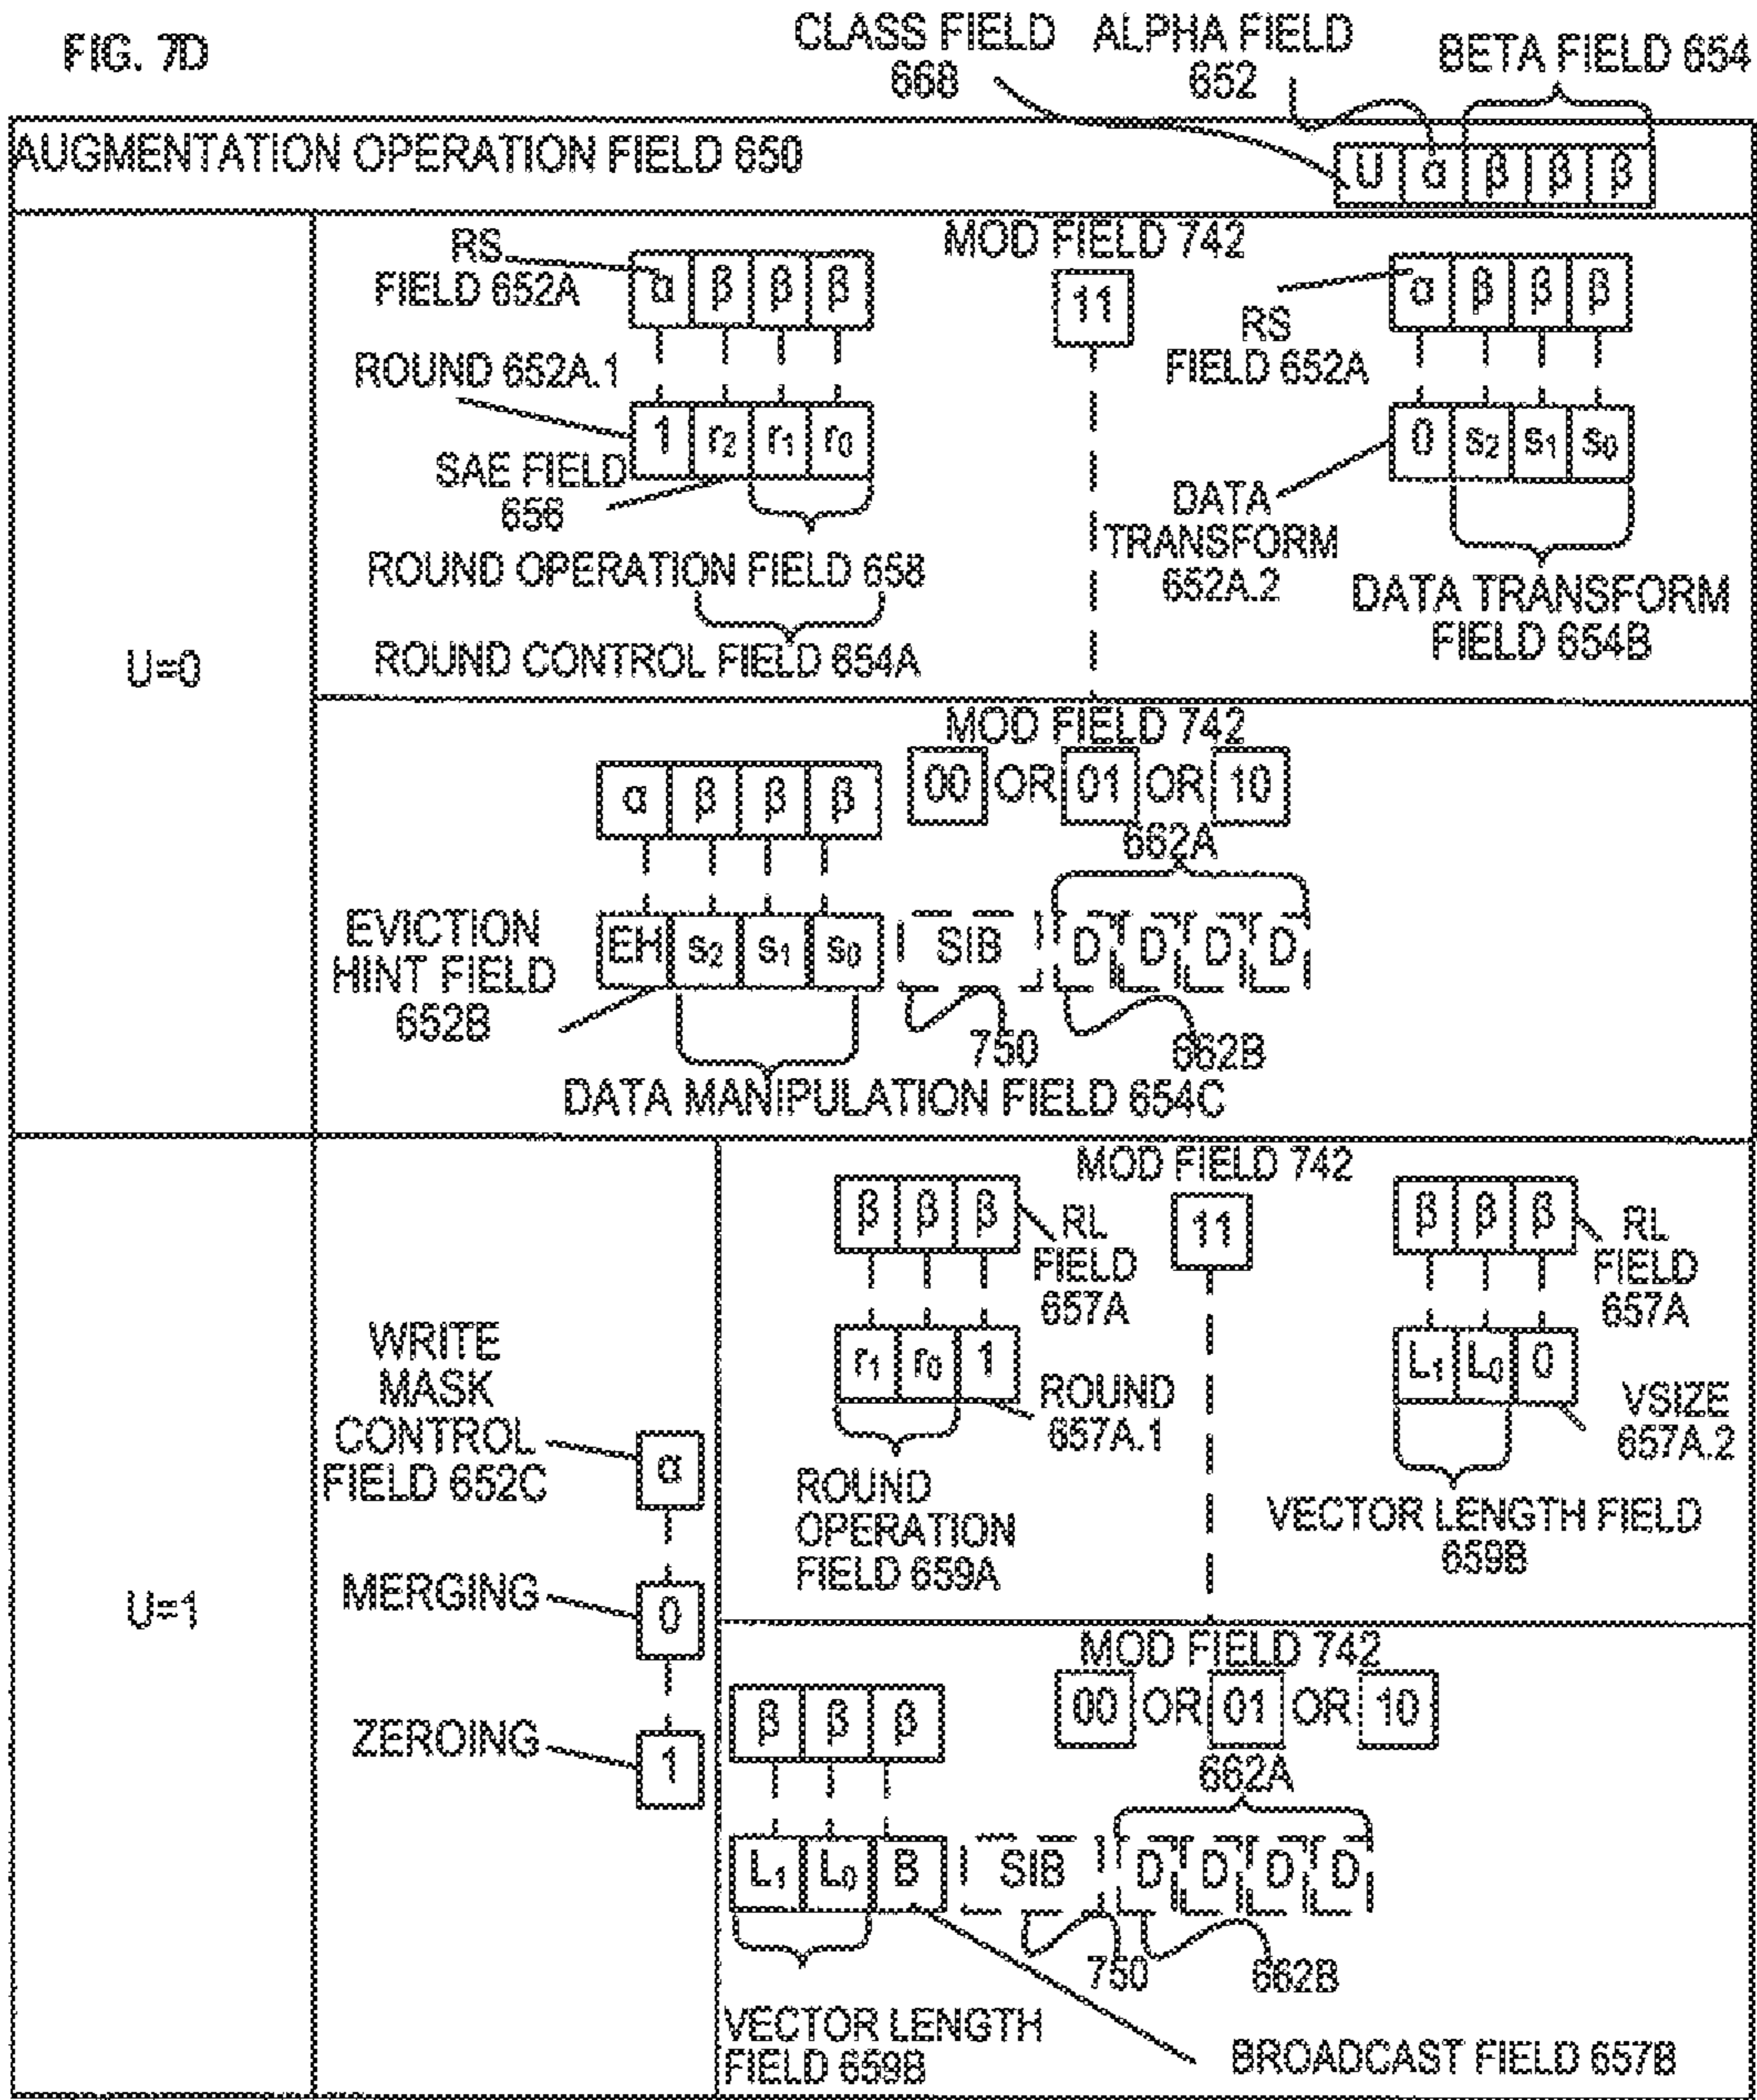 FIG. 7D
CLASS FIELD
668
ALPHA FIELD
652
BETA FIELD 654
AUGMENTATION OPERATION FIELD 650
U α β β β
U=0
RS
FIELD 652A
α β β β
ROUND 652A.1
1 r2 r1 r0
SAE FIELD
656
ROUND OPERATION FIELD 658
ROUND CONTROL FIELD 654A
MOD FIELD 742
11
α β β β
RS
FIELD 652A
0 s2 s1 s0
DATA
TRANSFORM
652A.2
DATA TRANSFORM
FIELD 654B
MOD FIELD 742
00 OR 01 OR 10
α β β β
662A
EVICTION
HINT FIELD
652B
EH s2 s1 s0 SIB D D D D
750
662B
DATA MANIPULATION FIELD 654C
U=1
WRITE
MASK
CONTROL
FIELD 652C
α
MERGING
0
ZEROING
1
MOD FIELD 742
11
β β β
RL
FIELD
657A
r1 r0 1
ROUND
657A.1
ROUND
OPERATION
FIELD 659A
β β β
RL
FIELD
657A
L1 L0 0
VSIZE
657A.2
VECTOR LENGTH FIELD
659B
MOD FIELD 742
00 OR 01 OR 10
β β β
662A
L1 L0 B SIB D D D D
750
662B
VECTOR LENGTH
FIELD 659B
BROADCAST FIELD 657B